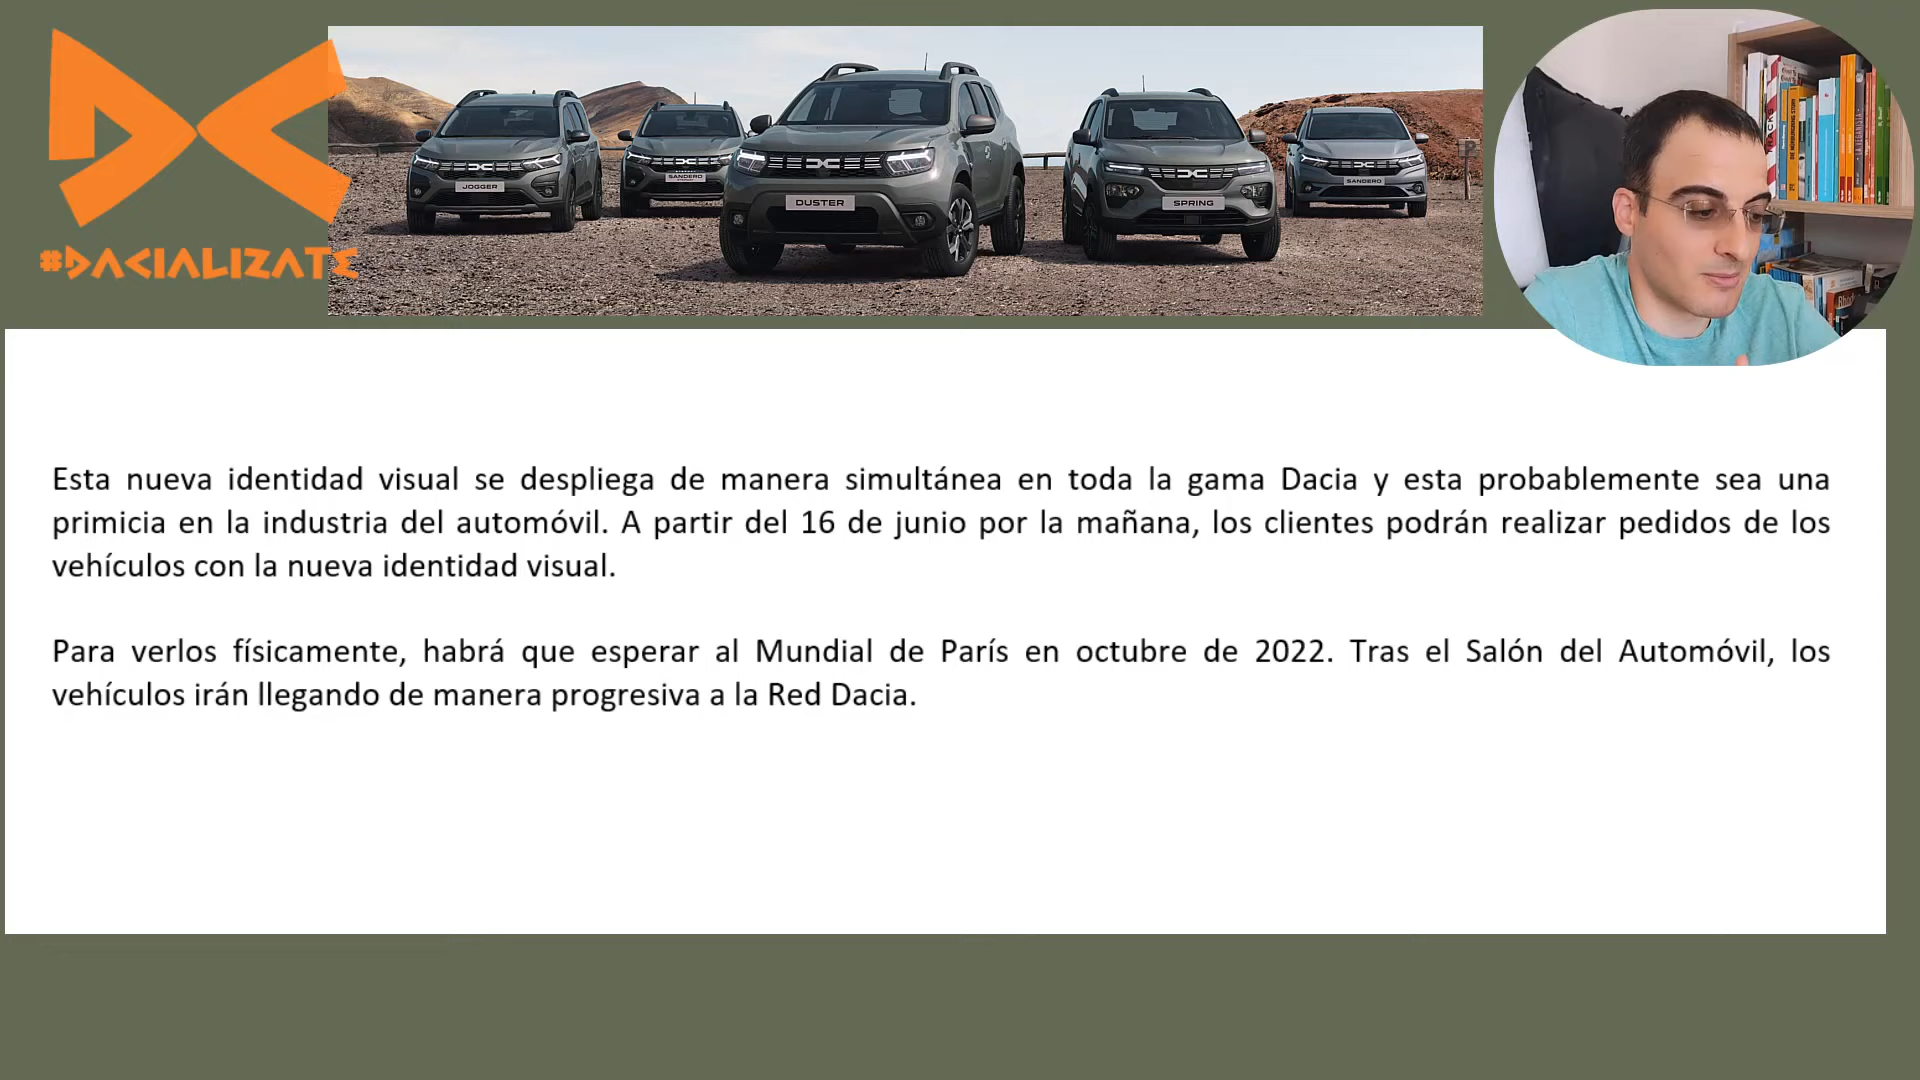 #DACIALIZATE
JOGGER
SANDERO
DUSTER
SPRING
SANDERO
Esta nueva identidad visual se despliega de manera simultánea en toda la gama Dacia y esta probablemente sea una
primicia en la industria del automóvil. A partir del 16 de junio por la mañana, los clientes podrán realizar pedidos de los
vehículos con la nueva identidad visual.
Para verlos físicamente, habrá que esperar al Mundial de París en octubre de 2022. Tras el Salón del Automóvil, los
vehículos irán llegando de manera progresiva a la Red Dacia.